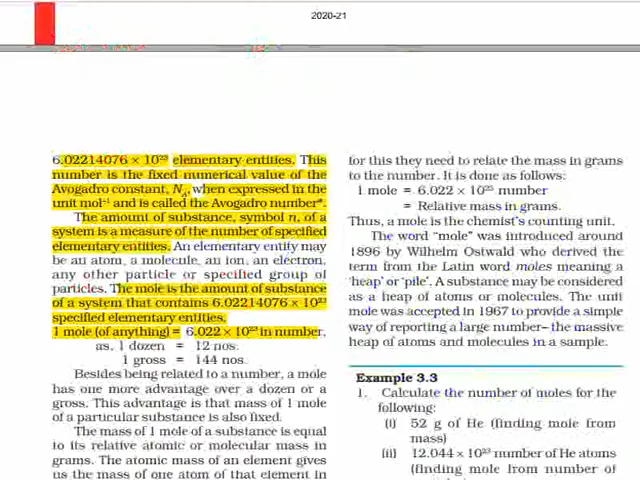 2020-21
6.02214076 × 10²³ elementary entities. This
number is the fixed numerical value of the
Avogadro constant, Nₐ, when expressed in the
unit mol⁻¹ and is called the Avogadro number*.
The amount of substance, symbol n, of a
system is a measure of the number of specified
elementary entities. An elementary entity may
be an atom, a molecule, an ion, an electron,
any other particle or specified group of
particles. The mole is the amount of substance
of a system that contains 6.02214076 × 10²³
specified elementary entities.
1 mole (of anything) = 6.022 × 10²³ in number,
as, 1 dozen = 12 nos.
1 gross = 144 nos.
Besides being related to a number, a mole
has one more advantage over a dozen or a
gross. This advantage is that mass of 1 mole
of a particular substance is also fixed.
The mass of 1 mole of a substance is equal
to its relative atomic or molecular mass in
grams. The atomic mass of an element gives
us the mass of one atom of that element in
for this they need to relate the mass in grams
to the number. It is done as follows:
1 mole = 6.022 × 10²³ number
= Relative mass in grams.
Thus, a mole is the chemist's counting unit.
The word “mole” was introduced around
1896 by Wilhelm Ostwald who derived the
term from the Latin word moles meaning a
‘heap’ or ‘pile’. A substance may be considered
as a heap of atoms or molecules. The unit
mole was accepted in 1967 to provide a simple
way of reporting a large number– the massive
heap of atoms and molecules in a sample.
Example 3.3
1. Calculate the number of moles for the
following:
(i) 52 g of He (finding mole from
mass)
(ii) 12.044 × 10²³ number of He atoms
(finding mole from number of